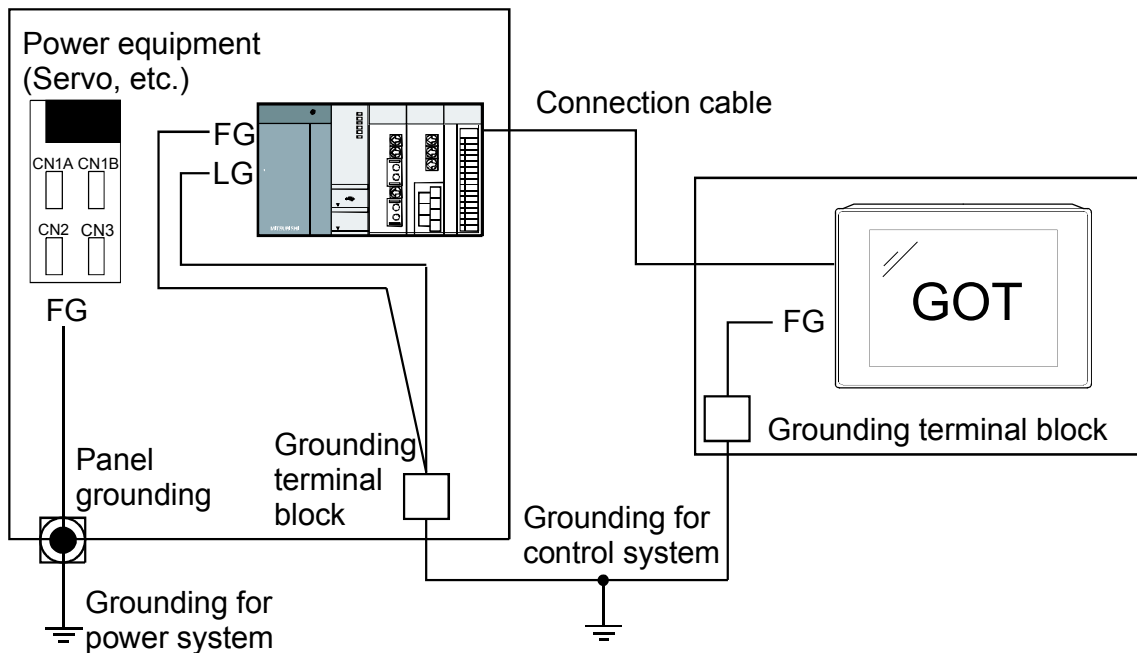 Power equipment
(Servo, etc.)
CN1A CN1B
CN2 CN3
FG
FG
LG
MITSUBISHI
Connection cable
GOT
FG
Grounding terminal block
Panel
grounding
Grounding
terminal
block
Grounding for
control system
Grounding for
power system